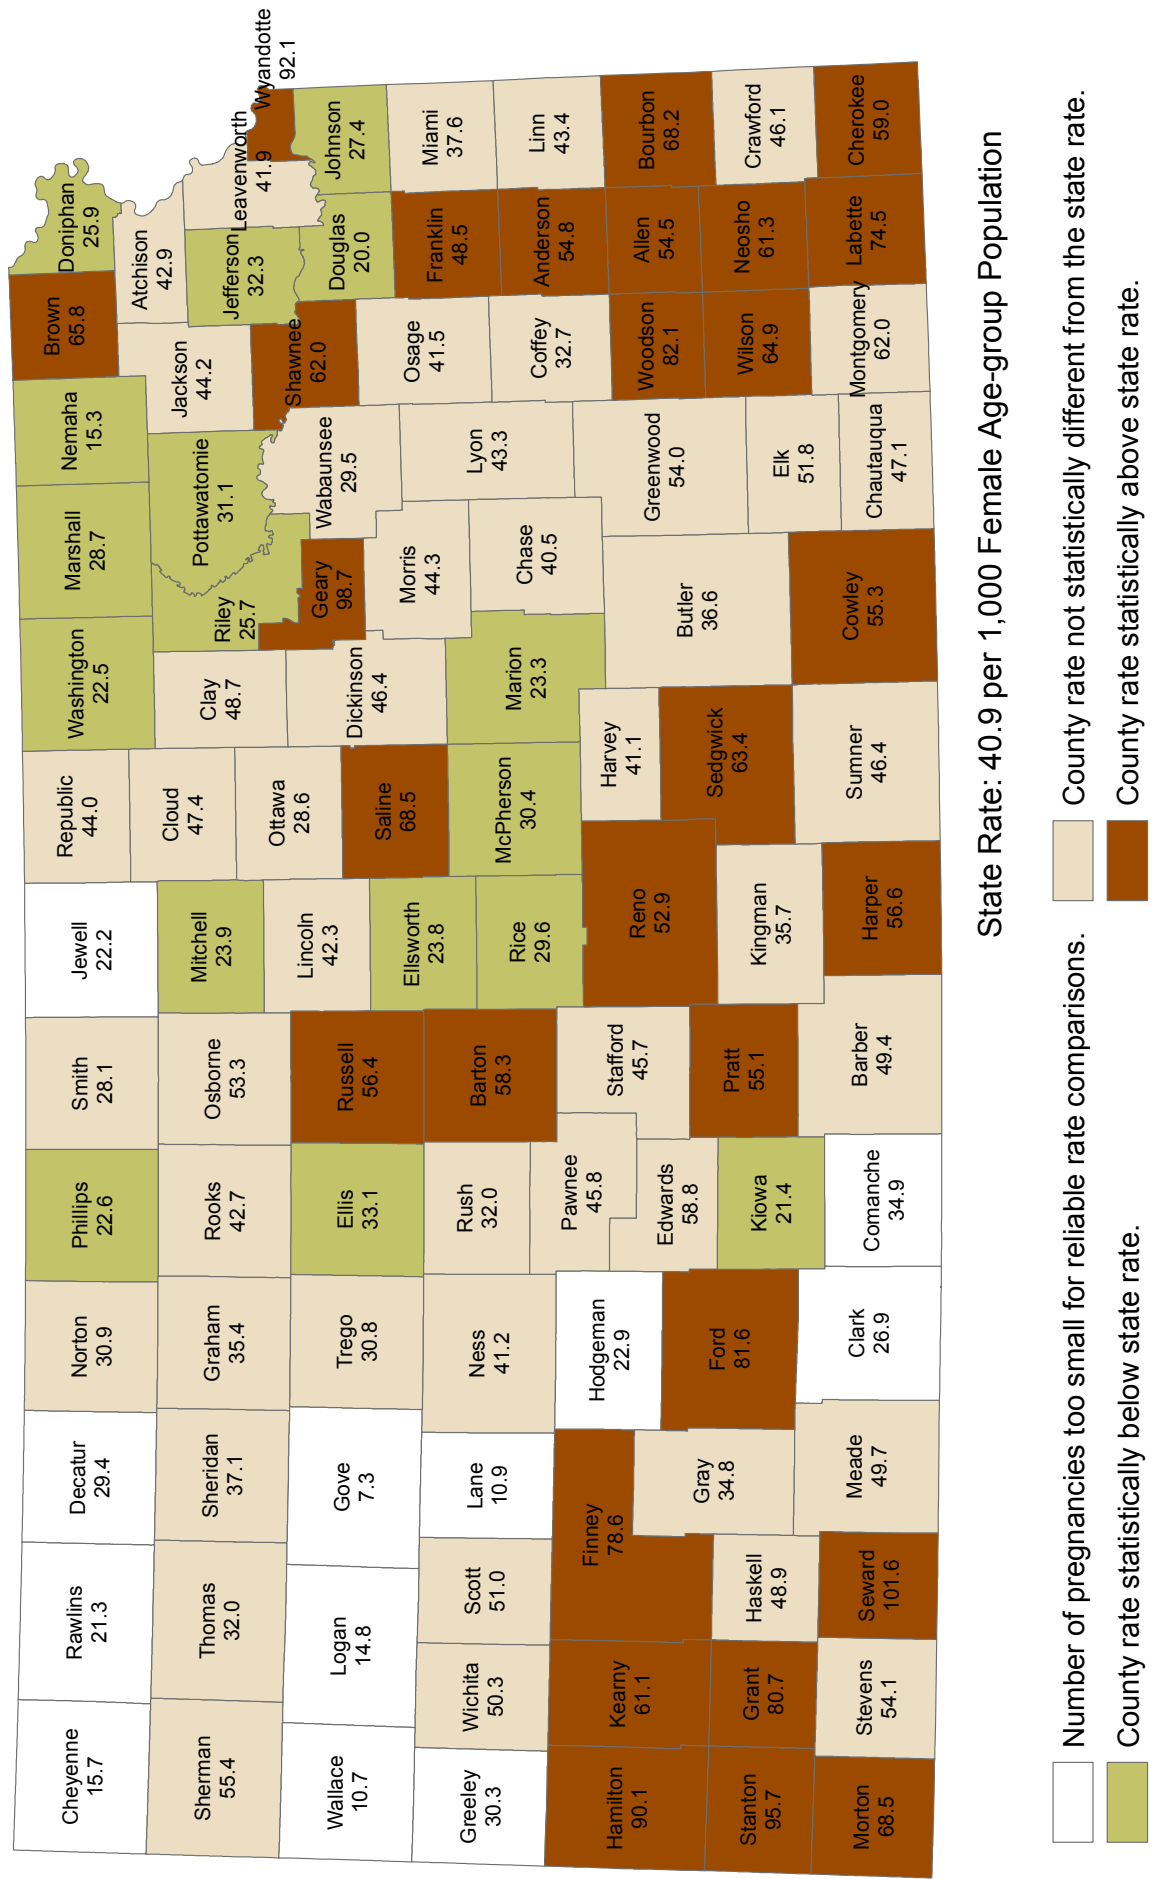 Cheyenne
15.7
Rawlins
21.3
Decatur
29.4
Norton
30.9
Phillips
22.6
Smith
28.1
Jewell
22.2
Republic
44.0
Washington
22.5
Marshall
28.7
Nemaha
15.3
Brown
65.8
Doniphan
25.9
Sherman
55.4
Thomas
32.0
Sheridan
37.1
Graham
35.4
Rooks
42.7
Osborne
53.3
Mitchell
23.9
Cloud
47.4
Clay
48.7
Riley
25.7
Pottawatomie
31.1
Jackson
44.2
Atchison
42.9
Jefferson
32.3
Leavenworth
41.9
Wyandotte
92.1
Wallace
10.7
Logan
14.8
Gove
7.3
Trego
30.8
Ellis
33.1
Russell
56.4
Lincoln
42.3
Ottawa
28.6
Dickinson
46.4
Geary
98.7
Wabaunsee
29.5
Shawnee
62.0
Douglas
20.0
Johnson
27.4
Greeley
30.3
Wichita
50.3
Scott
51.0
Lane
10.9
Ness
41.2
Rush
32.0
Barton
58.3
Ellsworth
23.8
Saline
68.5
Morris
44.3
Lyon
43.3
Osage
41.5
Franklin
48.5
Miami
37.6
Hamilton
90.1
Kearny
61.1
Finney
78.6
Hodgeman
22.9
Pawnee
45.8
Stafford
45.7
Rice
29.6
McPherson
30.4
Marion
23.3
Chase
40.5
Coffey
32.7
Anderson
54.8
Linn
43.4
Stanton
95.7
Grant
80.7
Haskell
48.9
Gray
34.8
Ford
81.6
Edwards
58.8
Kiowa
21.4
Pratt
55.1
Reno
52.9
Kingman
35.7
Harvey
41.1
Sedgwick
63.4
Butler
36.6
Greenwood
54.0
Elk
51.8
Woodson
82.1
Wilson
64.9
Allen
54.5
Neosho
61.3
Bourbon
68.2
Crawford
46.1
Morton
68.5
Stevens
54.1
Seward
101.6
Meade
49.7
Clark
26.9
Comanche
34.9
Barber
49.4
Harper
56.6
Sumner
46.4
Cowley
55.3
Chautauqua
47.1
Montgomery
62.0
Labette
74.5
Cherokee
59.0
State Rate: 40.9 per 1,000 Female Age-group Population
Number of pregnancies too small for reliable rate comparisons.
County rate statistically below state rate.
County rate not statistically different from the state rate.
County rate statistically above state rate.